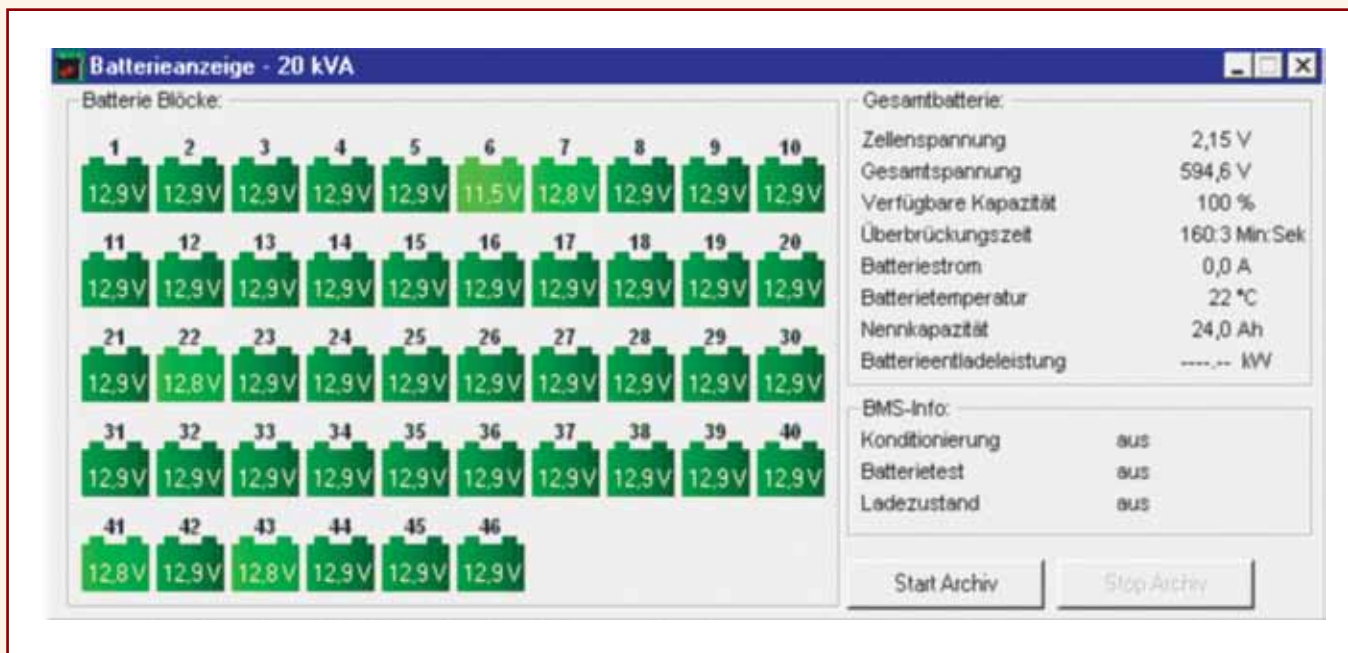 Batterieanzeige - 20 kVA
Batterie Blöcke:
1 2 3 4 5 6 7 8 9 10
12,9V 12,9V 12,9V 12,9V 12,9V 11,5V 12,8V 12,9V 12,9V 12,9V
11 12 13 14 15 16 17 18 19 20
12,9V 12,9V 12,9V 12,9V 12,9V 12,9V 12,9V 12,9V 12,9V 12,9V
21 22 23 24 25 26 27 28 29 30
12,9V 12,8V 12,9V 12,9V 12,9V 12,9V 12,9V 12,9V 12,9V 12,9V
31 32 33 34 35 36 37 38 39 40
12,9V 12,9V 12,9V 12,9V 12,9V 12,9V 12,9V 12,9V 12,9V 12,9V
41 42 43 44 45 46
12,8V 12,9V 12,8V 12,9V 12,9V 12,9V
Gesamtbatterie:
Zellenspannung 2,15 V
Gesamtspannung 594,6 V
Verfügbare Kapazität 100 %
Überbrückungszeit 160:3 Min:Sek
Batteriestrom 0,0 A
Batterietemperatur 22 °C
Nennkapazität 24,0 Ah
Batterieentladeleistung ----.-- kW
BMS-Info:
Konditionierung aus
Batterietest aus
Ladezustand aus
Start Archiv Stop Archiv